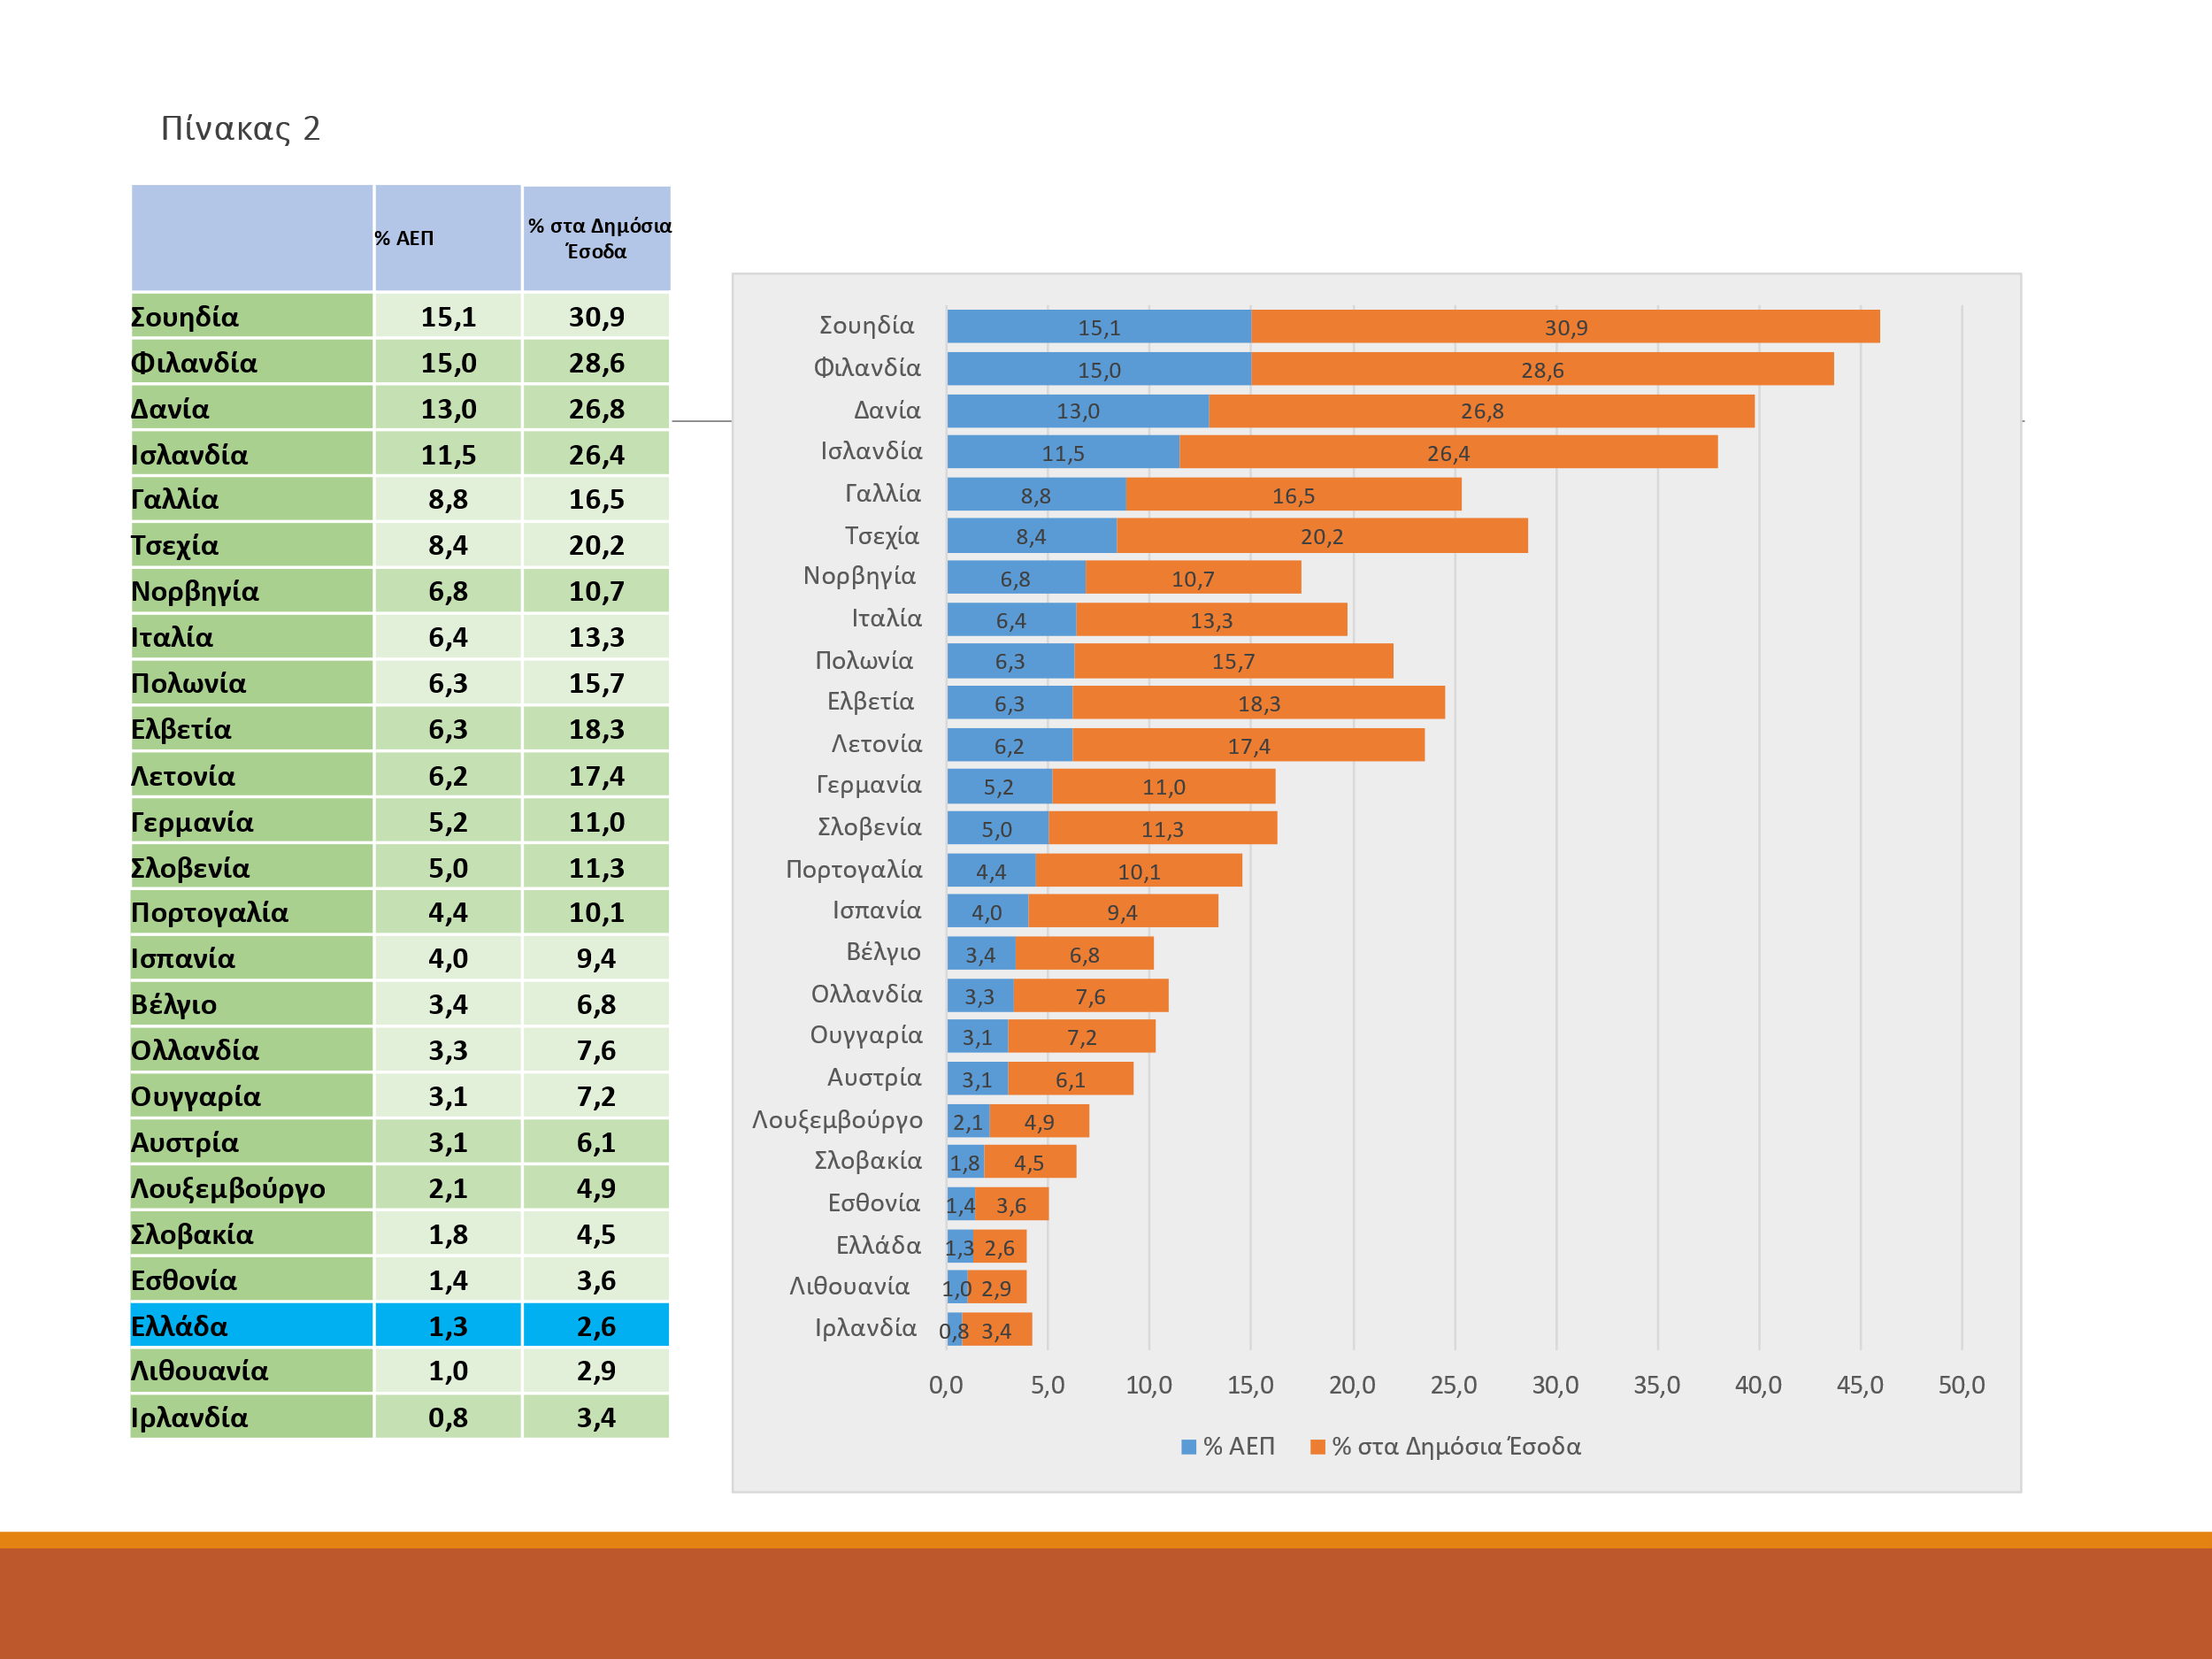 Πίνακας 2
% ΑΕΠ % στα Δημόσια Έσοδα
Σουηδία 15,1 30,9
Φιλανδία 15,0 28,6
Δανία 13,0 26,8
Ισλανδία 11,5 26,4
Γαλλία 8,8 16,5
Τσεχία 8,4 20,2
Νορβηγία 6,8 10,7
Ιταλία 6,4 13,3
Πολωνία 6,3 15,7
Ελβετία 6,3 18,3
Λετονία 6,2 17,4
Γερμανία 5,2 11,0
Σλοβενία 5,0 11,3
Πορτογαλία 4,4 10,1
Ισπανία 4,0 9,4
Βέλγιο 3,4 6,8
Ολλανδία 3,3 7,6
Ουγγαρία 3,1 7,2
Αυστρία 3,1 6,1
Λουξεμβούργο 2,1 4,9
Σλοβακία 1,8 4,5
Εσθονία 1,4 3,6
Ελλάδα 1,3 2,6
Λιθουανία 1,0 2,9
Ιρλανδία 0,8 3,4
Σουηδία 15,1 30,9
Φιλανδία 15,0 28,6
Δανία 13,0 26,8
Ισλανδία 11,5 26,4
Γαλλία 8,8 16,5
Τσεχία 8,4 20,2
Νορβηγία 6,8 10,7
Ιταλία 6,4 13,3
Πολωνία 6,3 15,7
Ελβετία 6,3 18,3
Λετονία 6,2 17,4
Γερμανία 5,2 11,0
Σλοβενία 5,0 11,3
Πορτογαλία 4,4 10,1
Ισπανία 4,0 9,4
Βέλγιο 3,4 6,8
Ολλανδία 3,3 7,6
Ουγγαρία 3,1 7,2
Αυστρία 3,1 6,1
Λουξεμβούργο 2,1 4,9
Σλοβακία 1,8 4,5
Εσθονία 1,4 3,6
Ελλάδα 1,3 2,6
Λιθουανία 1,0 2,9
Ιρλανδία 0,8 3,4
0,0 5,0 10,0 15,0 20,0 25,0 30,0 35,0 40,0 45,0 50,0
% ΑΕΠ % στα Δημόσια Έσοδα